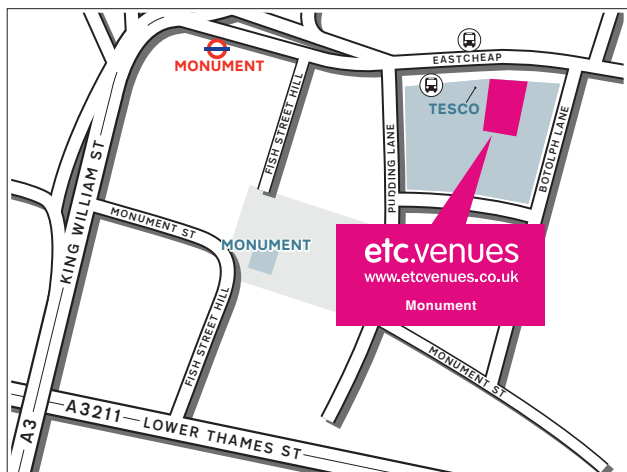 MONUMENT
EASTCHEAP
TESCO
FISH STREET HILL
PUDDING LANE
BOTOLPH LANE
KING WILLIAM ST
MONUMENT ST
MONUMENT
etc.venues
www.etcvenues.co.uk
Monument
FISH STREET HILL
MONUMENT ST
A3
A3211
LOWER THAMES ST